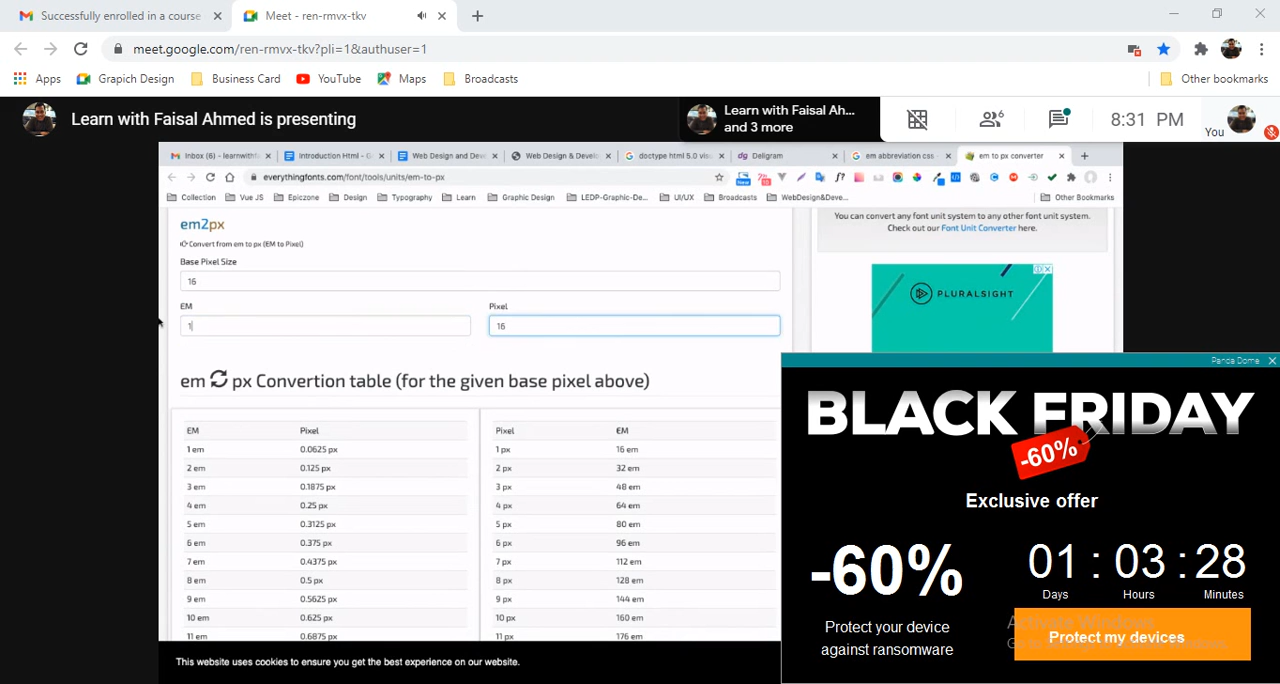 Successfully enrolled in a course
Meet - ren-rmvx-tkv
meet.google.com/ren-rmvx-tkv?pli=1&authuser=1
Apps
Grapich Design
Business Card
YouTube
Maps
Broadcasts
Other bookmarks
Learn with Faisal Ahmed is presenting
Learn with Faisal Ah...
and 3 more
6
8:31 PM
You
Inbox (6) - learnwithf
Introduction Html - G
Web Design and Dev
Web Design & Develo
doctype html 5.0 vis
Deligram
em abbreviation css
em to px converter
everythingfonts.com/font/tools/units/em-to-px
Collection
Vue JS
Epiczone
Design
Typography
Learn
Graphic Design
LEDP-Graphic-De...
UI/UX
Broadcasts
WebDesign&Deve...
Other Bookmarks
em2px
Convert from em to px (EM to Pixel)
Base Pixel Size
16
EM
Pixel
1
16
You can convert any font unit system to any other font unit system.
Check out our Font Unit Converter here.
PLURALSIGHT
em px Convertion table (for the given base pixel above)
EM Pixel
1 em 0.0625 px
2 em 0.125 px
3 em 0.1875 px
4 em 0.25 px
5 em 0.3125 px
6 em 0.375 px
7 em 0.4375 px
8 em 0.5 px
9 em 0.5625 px
10 em 0.625 px
11 em 0.6875 px
Pixel EM
1 px 16 em
2 px 32 em
3 px 48 em
4 px 64 em
5 px 80 em
6 px 96 em
7 px 112 em
8 px 128 em
9 px 144 em
10 px 160 em
11 px 176 em
This website uses cookies to ensure you get the best experience on our website.
Panda Dome
BLACK FRIDAY
-60%
Exclusive offer
-60%
Protect your device
against ransomware
01 : 03 : 28
Days Hours Minutes
Activate Windows
Protect my devices